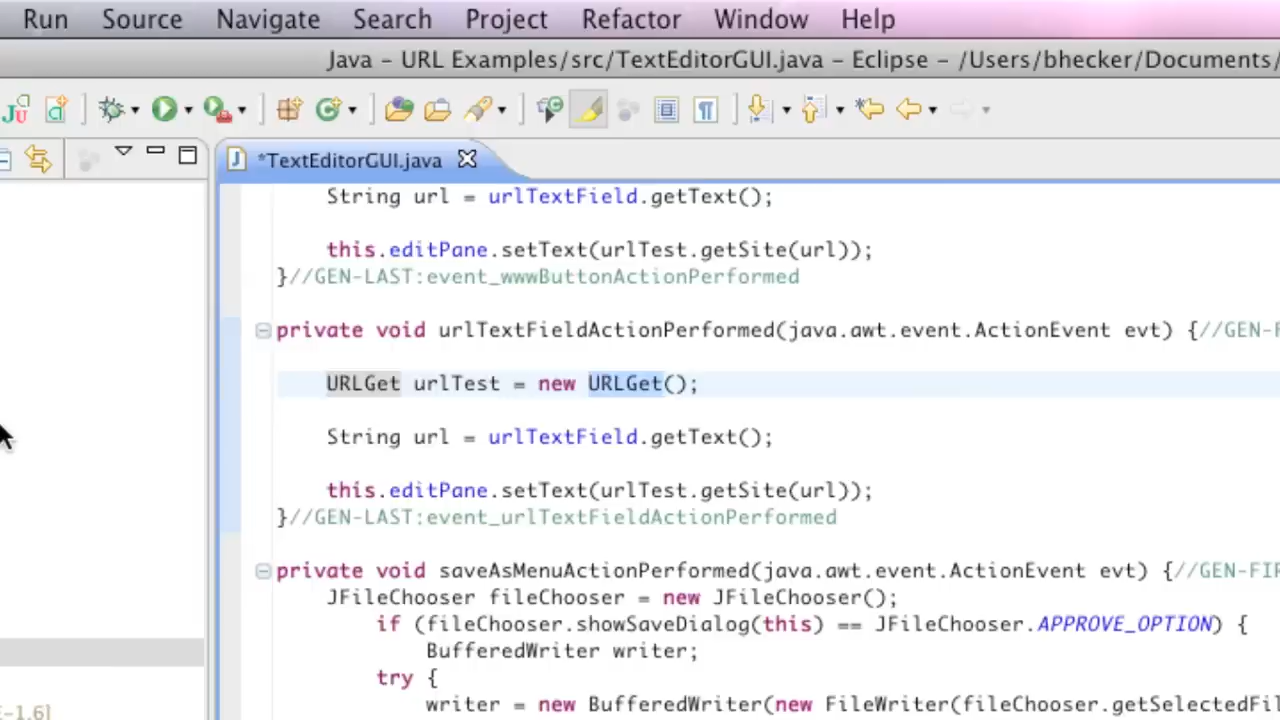 Run Source Navigate Search Project Refactor Window Help
Java - URL Examples/src/TextEditorGUI.java - Eclipse - /Users/bhecker/Documents/
*TextEditorGUI.java
String url = urlTextField.getText();
this.editPane.setText(urlTest.getSite(url));
}//GEN-LAST:event_wwwButtonActionPerformed
private void urlTextFieldActionPerformed(java.awt.event.ActionEvent evt) {//GEN-F
URLGet urlTest = new URLGet();
String url = urlTextField.getText();
this.editPane.setText(urlTest.getSite(url));
}//GEN-LAST:event_urlTextFieldActionPerformed
private void saveAsMenuActionPerformed(java.awt.event.ActionEvent evt) {//GEN-FIR
JFileChooser fileChooser = new JFileChooser();
if (fileChooser.showSaveDialog(this) == JFileChooser.APPROVE_OPTION) {
BufferedWriter writer;
try {
writer = new BufferedWriter(new FileWriter(fileChooser.getSelectedFil
E-1.6]